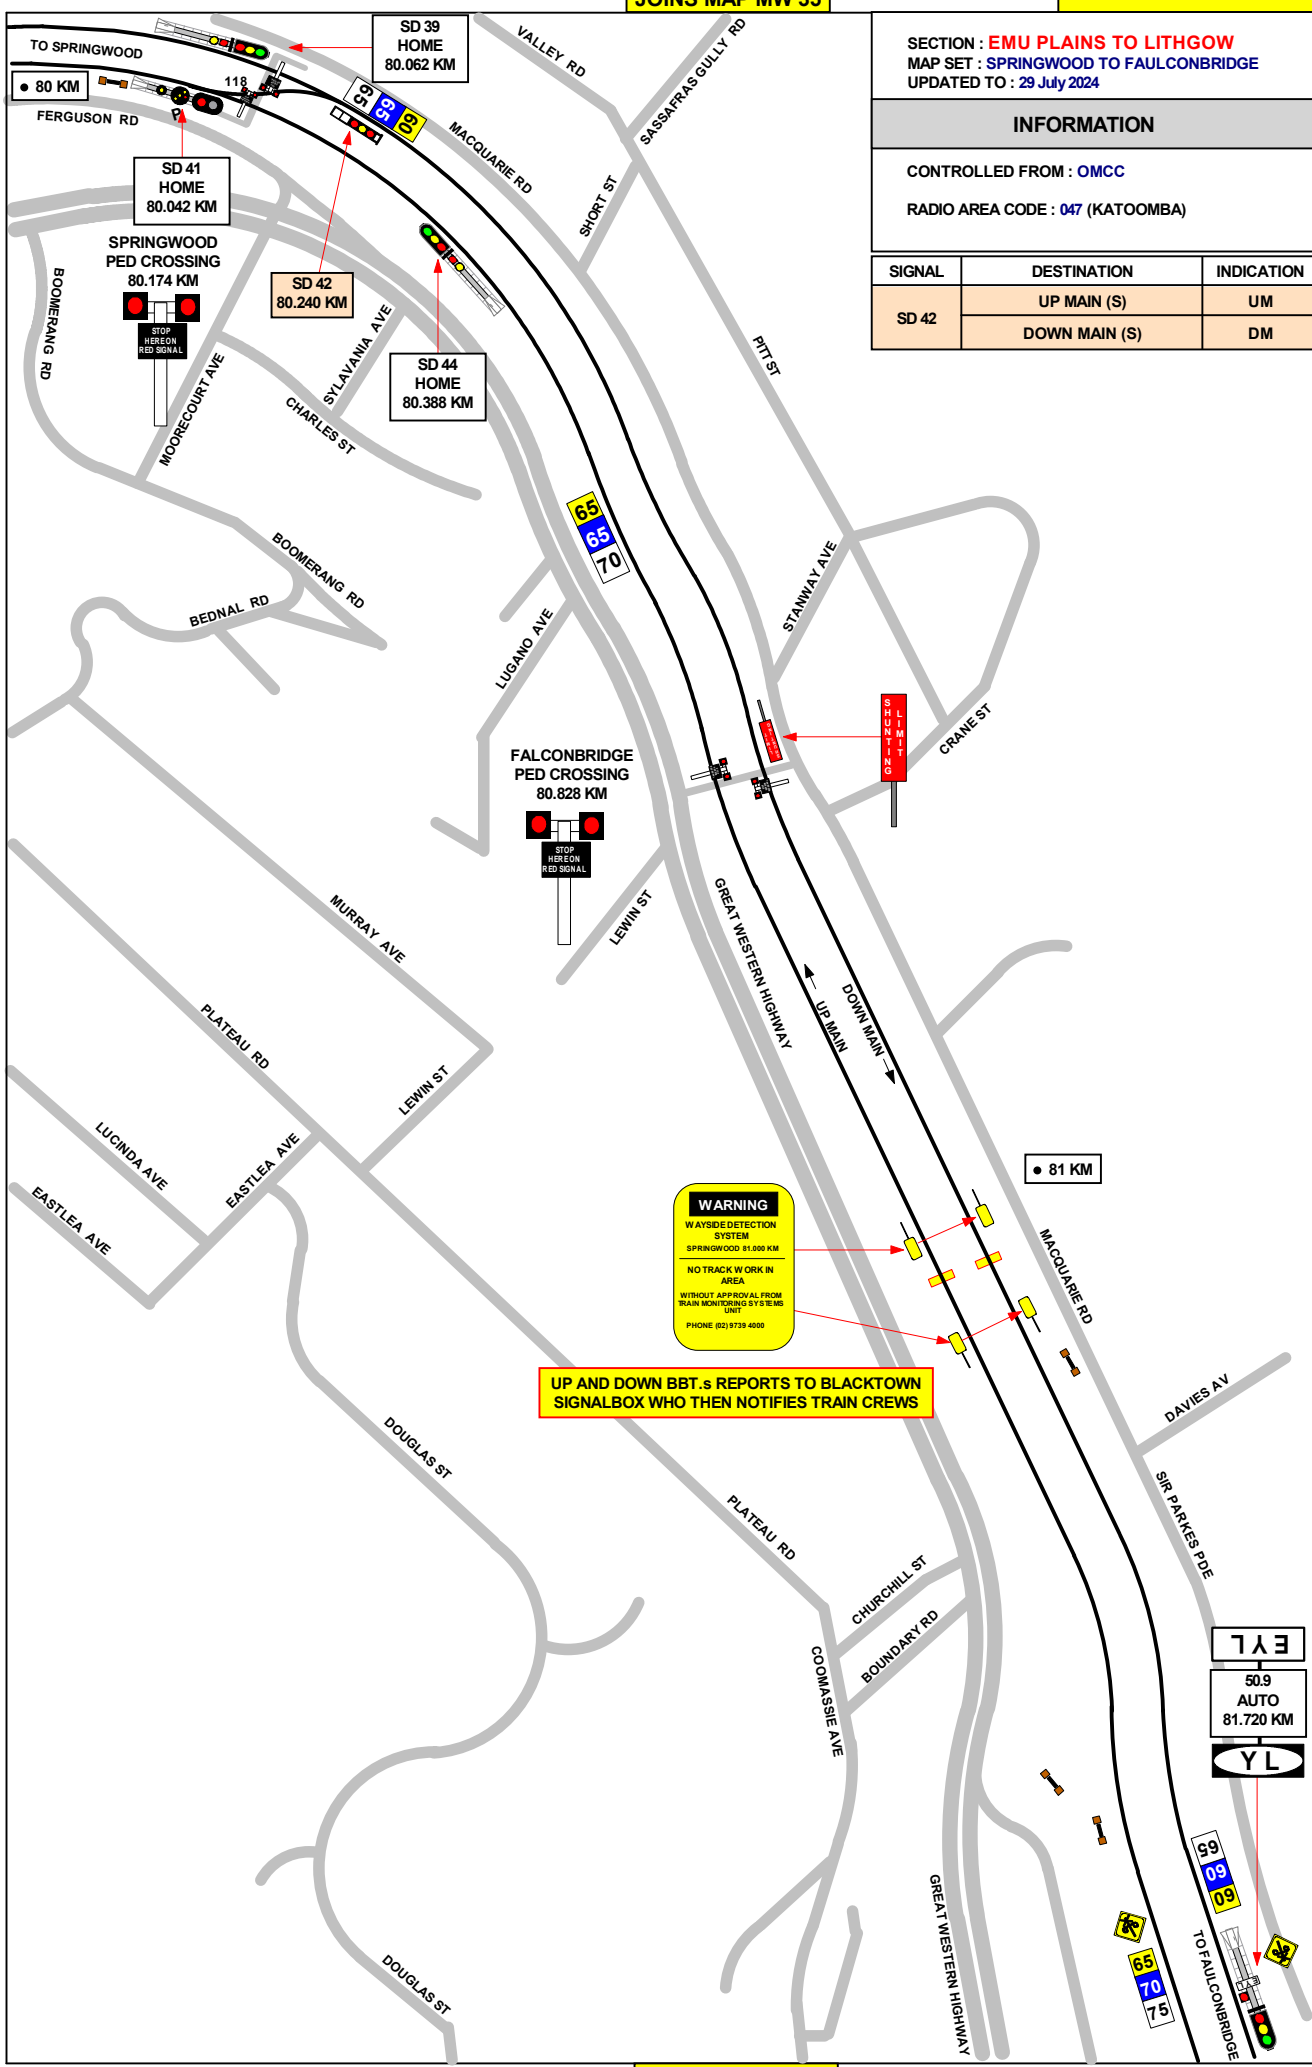 JOINS MAP MW 35
SECTION : EMU PLAINS TO LITHGOW
MAP SET : SPRINGWOOD TO FAULCONBRIDGE
UPDATED TO : 29 July 2024
INFORMATION
CONTROLLED FROM : OMCC
RADIO AREA CODE : 047 (KATOOMBA)
SIGNAL DESTINATION INDICATION
SD 42
UP MAIN (S) UM
DOWN MAIN (S) DM
TO SPRINGWOOD
● 80 KM
FERGUSON RD
118
P
SD 39
HOME
80.062 KM
SD 41
HOME
80.042 KM
65
65
60
VALLEY RD
SASSAFRAS GULLY RD
MACQUARIE RD
SHORT ST
SPRINGWOOD
PED CROSSING
80.174 KM
STOP
HERE ON
RED SIGNAL
SD 42
80.240 KM
SD 44
HOME
80.388 KM
BOOMERANG RD
MOORECOURT AVE
SYLAVANIA AVE
CHARLES ST
PITT ST
65
65
70
BOOMERANG RD
BEDNAL RD
LUGANO AVE
STANWAY AVE
CRANE ST
SHUNTING
LIMIT
FALCONBRIDGE
PED CROSSING
80.828 KM
STOP
HERE ON
RED SIGNAL
LEWIN ST
MURRAY AVE
GREAT WESTERN HIGHWAY
UP MAIN
DOWN MAIN
PLATEAU RD
LEWIN ST
LUCINDA AVE
EASTLEA AVE
EASTLEA AVE
● 81 KM
WARNING
WAYSIDE DETECTION
SYSTEM
SPRINGWOOD 81.000 KM
NO TRACK WORK IN
AREA
WITHOUT APPROVAL FROM
TRAIN MONITORING SYSTEMS
UNIT
PHONE (02) 9739 4000
MACQUARIE RD
UP AND DOWN BBT.s REPORTS TO BLACKTOWN
SIGNALBOX WHO THEN NOTIFIES TRAIN CREWS
DAVIES AV
DOUGLAS ST
PLATEAU RD
SIR PARKES PDE
CHURCHILL ST
BOUNDARY RD
COOMASSIE AVE
EYL
50.9
AUTO
81.720 KM
YL
65
60
60
GREAT WESTERN HIGHWAY
DOUGLAS ST
65
70
75
TO FAULCONBRIDGE